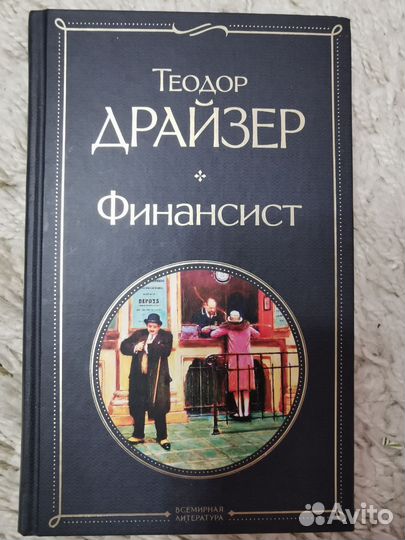 Теодор
ДРАЙЗЕР
Финансист
ВСЕМИРНАЯ
ЛИТЕРАТУРА
Avito